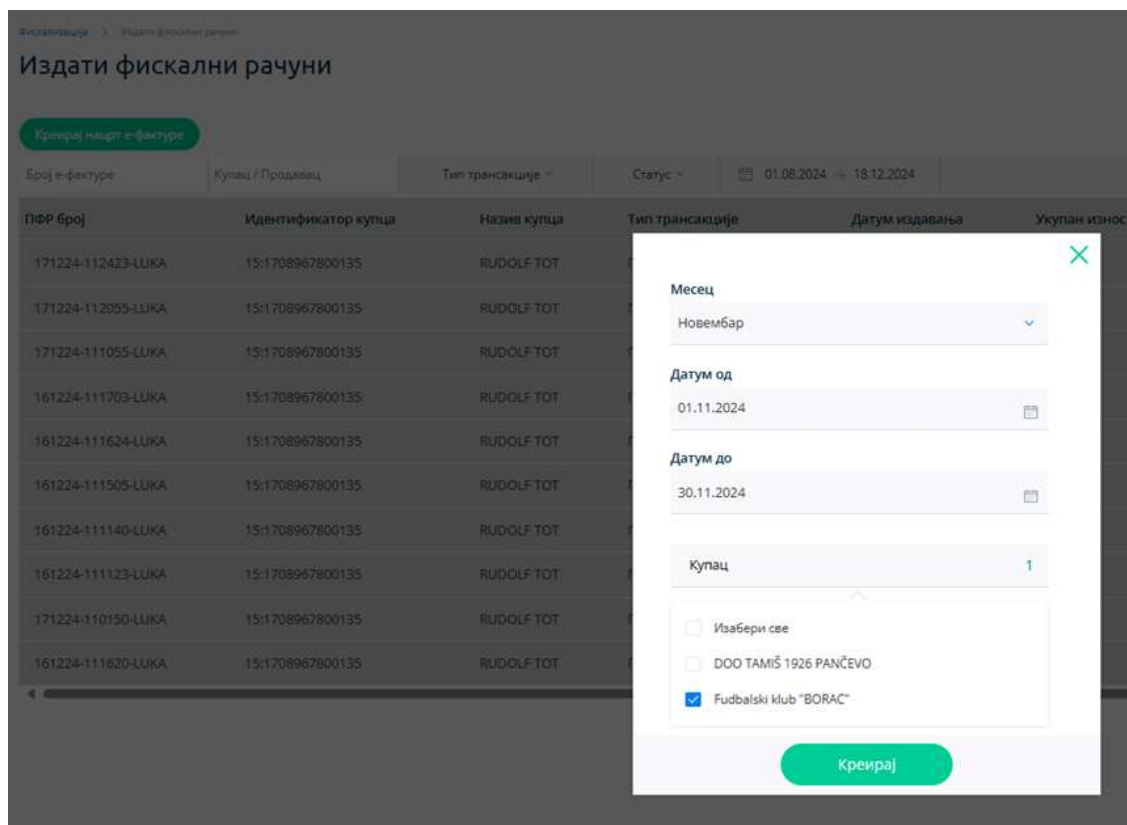 Фискализација > Издати фискални рачуни
Издати фискални рачуни
Креирај нацрт е-фактуре
Број е-фактуре Купац / Продавац Тип трансакције Статус 01.08.2024 → 18.12.2024
ПФР број Идентификатор купца Назив купца Тип трансакције Датум издавања Укупан износ
171224-112423-LUKA 15:1708967800135 RUDOLF TOT
171224-112055-LUKA 15:1708967800135 RUDOLF TOT
171224-111055-LUKA 15:1708967800135 RUDOLF TOT
161224-111703-LUKA 15:1708967800135 RUDOLF TOT
161224-111624-LUKA 15:1708967800135 RUDOLF TOT
161224-111505-LUKA 15:1708967800135 RUDOLF TOT
161224-111140-LUKA 15:1708967800135 RUDOLF TOT
161224-111123-LUKA 15:1708967800135 RUDOLF TOT
171224-110150-LUKA 15:1708967800135 RUDOLF TOT
161224-111620-LUKA 15:1708967800135 RUDOLF TOT
Месец
Новембар
Датум од
01.11.2024
Датум до
30.11.2024
Купац 1
Изабери све
DOO TAMIŠ 1926 PANČEVO
Fudbalski klub "BORAC"
Креирај